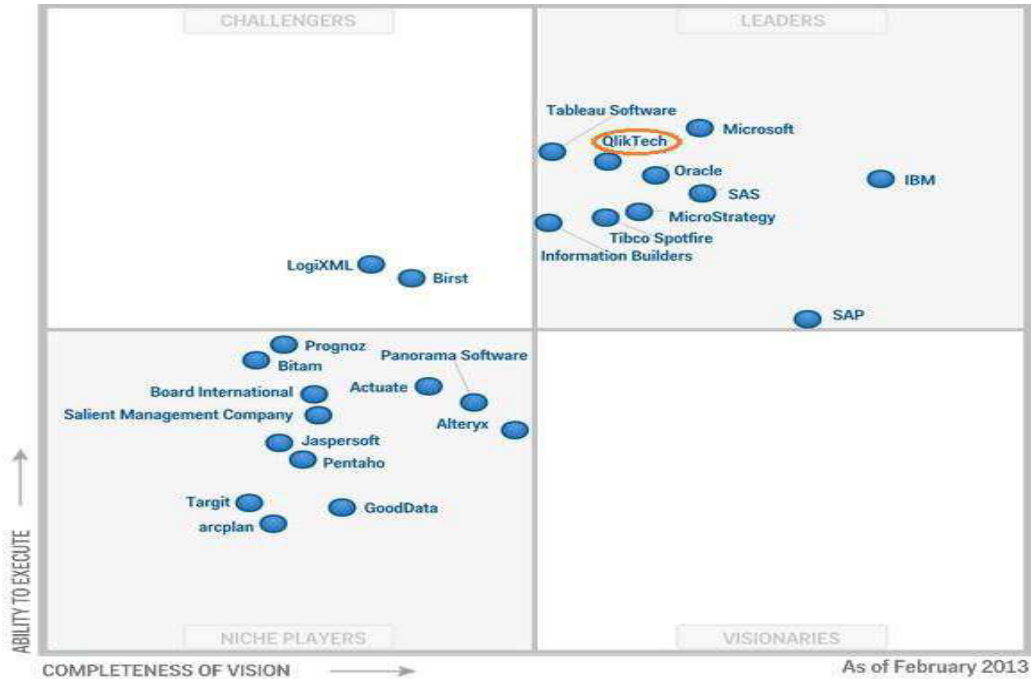 CHALLENGERS
LEADERS
Tableau Software
Microsoft
QlikTech
Oracle
IBM
SAS
MicroStrategy
Tibco Spotfire
Information Builders
LogiXML
Birst
SAP
Prognoz
Panorama Software
Bitam
Actuate
Board International
Salient Management Company
Alteryx
Jaspersoft
Pentaho
Targit
GoodData
arcplan
ABILITY TO EXECUTE
NICHE PLAYERS
VISIONARIES
COMPLETENESS OF VISION
As of February 2013